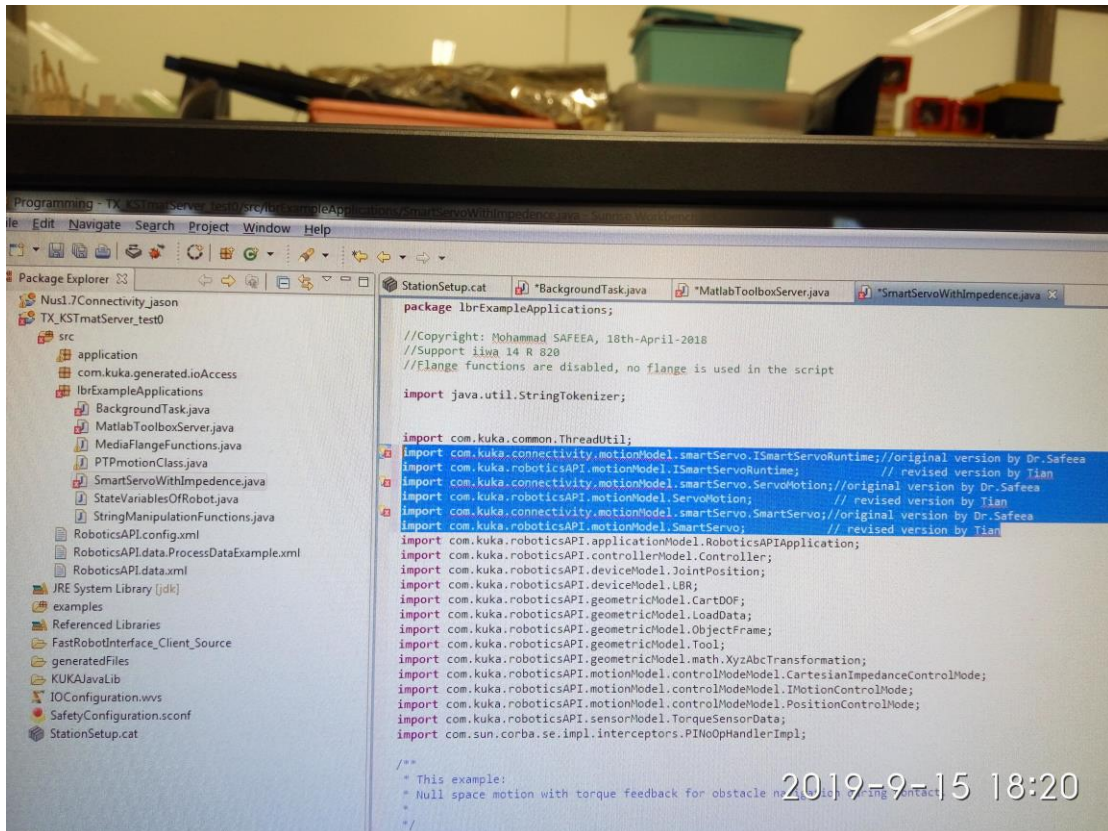 Programming - TX_KSTmatServer_test0/src/lbrExampleApplications/SmartServoWithImpedence.java - Sunrise Workbench
Edit Navigate Search Project Window Help
Package Explorer
Nus1.7Connectivity_jason
TX_KSTmatServer_test0
src
application
com.kuka.generated.ioAccess
lbrExampleApplications
BackgroundTask.java
MatlabToolboxServer.java
MediaFlangeFunctions.java
PTPmotionClass.java
SmartServoWithImpedence.java
StateVariablesOfRobot.java
StringManipulationFunctions.java
RoboticsAPI.config.xml
RoboticsAPI.data.ProcessDataExample.xml
RoboticsAPI.data.xml
JRE System Library [jdk]
examples
Referenced Libraries
FastRobotInterface_Client_Source
generatedFiles
KUKAJavaLib
IOConfiguration.wvs
SafetyConfiguration.sconf
StationSetup.cat
StationSetup.cat *BackgroundTask.java *MatlabToolboxServer.java *SmartServoWithImpedence.java
package lbrExampleApplications;
//Copyright: Mohammad SAFEEA, 18th-April-2018
//Support iiwa 14 R 820
//Flange functions are disabled, no flange is used in the script
import java.util.StringTokenizer;
import com.kuka.common.ThreadUtil;
import com.kuka.connectivity.motionModel.smartServo.ISmartServoRuntime;//original version by Dr.Safeea
import com.kuka.roboticsAPI.motionModel.ISmartServoRuntime; // revised version by Tian
import com.kuka.connectivity.motionModel.smartServo.ServoMotion;//original version by Dr.Safeea
import com.kuka.roboticsAPI.motionModel.ServoMotion; // revised version by Tian
import com.kuka.connectivity.motionModel.smartServo.SmartServo;//original version by Dr.Safeea
import com.kuka.roboticsAPI.motionModel.SmartServo; // revised version by Tian
import com.kuka.roboticsAPI.applicationModel.RoboticsAPIApplication;
import com.kuka.roboticsAPI.controllerModel.Controller;
import com.kuka.roboticsAPI.deviceModel.JointPosition;
import com.kuka.roboticsAPI.deviceModel.LBR;
import com.kuka.roboticsAPI.geometricModel.CartDOF;
import com.kuka.roboticsAPI.geometricModel.LoadData;
import com.kuka.roboticsAPI.geometricModel.ObjectFrame;
import com.kuka.roboticsAPI.geometricModel.Tool;
import com.kuka.roboticsAPI.geometricModel.math.XyzAbcTransformation;
import com.kuka.roboticsAPI.motionModel.controlModeModel.CartesianImpedanceControlMode;
import com.kuka.roboticsAPI.motionModel.controlModeModel.IMotionControlMode;
import com.kuka.roboticsAPI.motionModel.controlModeModel.PositionControlMode;
import com.kuka.roboticsAPI.sensorModel.TorqueSensorData;
import com.sun.corba.se.impl.interceptors.PINoOpHandlerImpl;
/**
* This example:
* Null space motion with torque feedback for obstacle navigation during contact
*
*/
2019-9-15 18:20